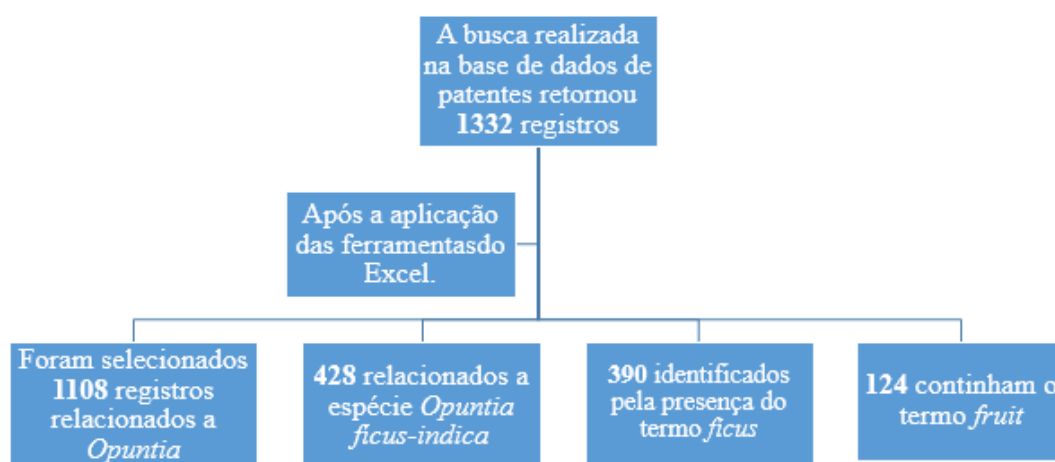 A busca realizada
na base de dados de
patentes retornou
1332 registros
Após a aplicação
das ferramentasdo
Excel.
Foram selecionados
1108 registros
relacionados a
Opuntia
428 relacionados a
espécie Opuntia
ficus-indica
390 identificados
pela presença do
termo ficus
124 continham o
termo fruit